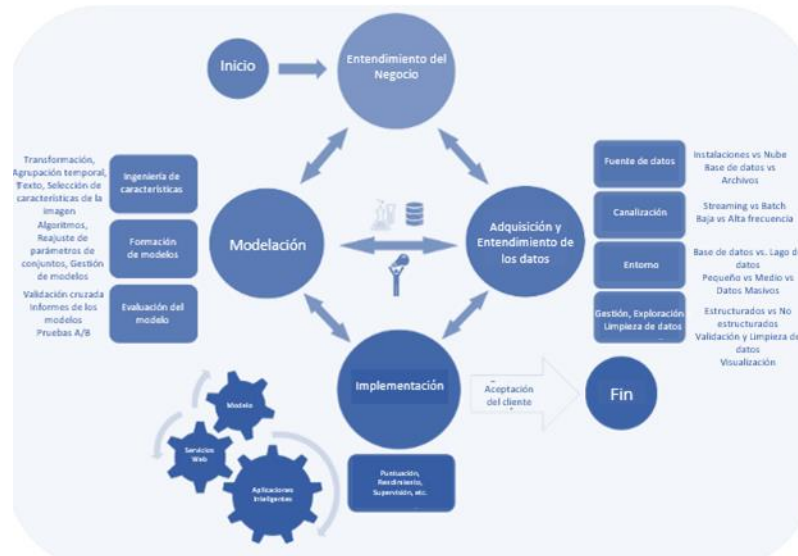 Inicio
Entendimiento del
Negocio
Transformación,
Agrupación temporal,
Texto, Selección de
características de la
imagen
Ingeniería de
características
Algoritmos,
Reajuste de
parámetros
de conjuntos, Gestión
de modelos
Formación
de modelos
Validación cruzada
Informes de los
modelos
Pruebas A/B
Evaluación del
modelo
Modelación
Adquisición y
Entendimiento de
los datos
Fuente de datos
Instalaciones vs Nube
Base de datos vs
Archivos
Canalización
Streaming vs Batch
Baja vs Alta frecuencia
Entorno
Base de datos vs. Lago de
datos
Pequeño vs Medio vs
Datos Masivos
Gestión, Exploración
Limpieza de datos
Estructurados vs No
estructurados
Validación y Limpieza de
datos
Visualización
Implementación
Aceptación
del cliente
Fin
Modelo
Servicios
Web
Aplicaciones
Inteligentes
Puntuación,
Rendimiento,
Supervisión, etc.